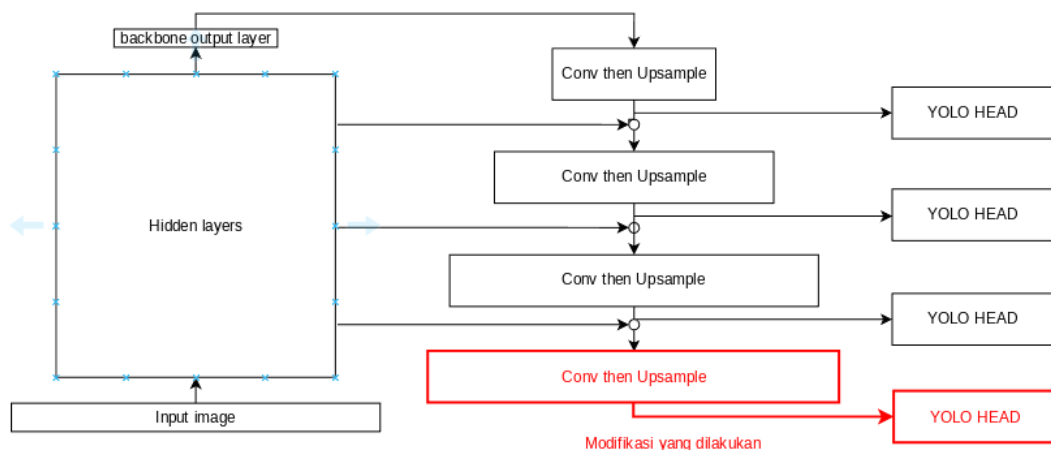 backbone output layer
Conv then Upsample
YOLO HEAD
Conv then Upsample
YOLO HEAD
Hidden layers
Conv then Upsample
YOLO HEAD
Conv then Upsample
Input image
YOLO HEAD
Modifikasi yang dilakukan